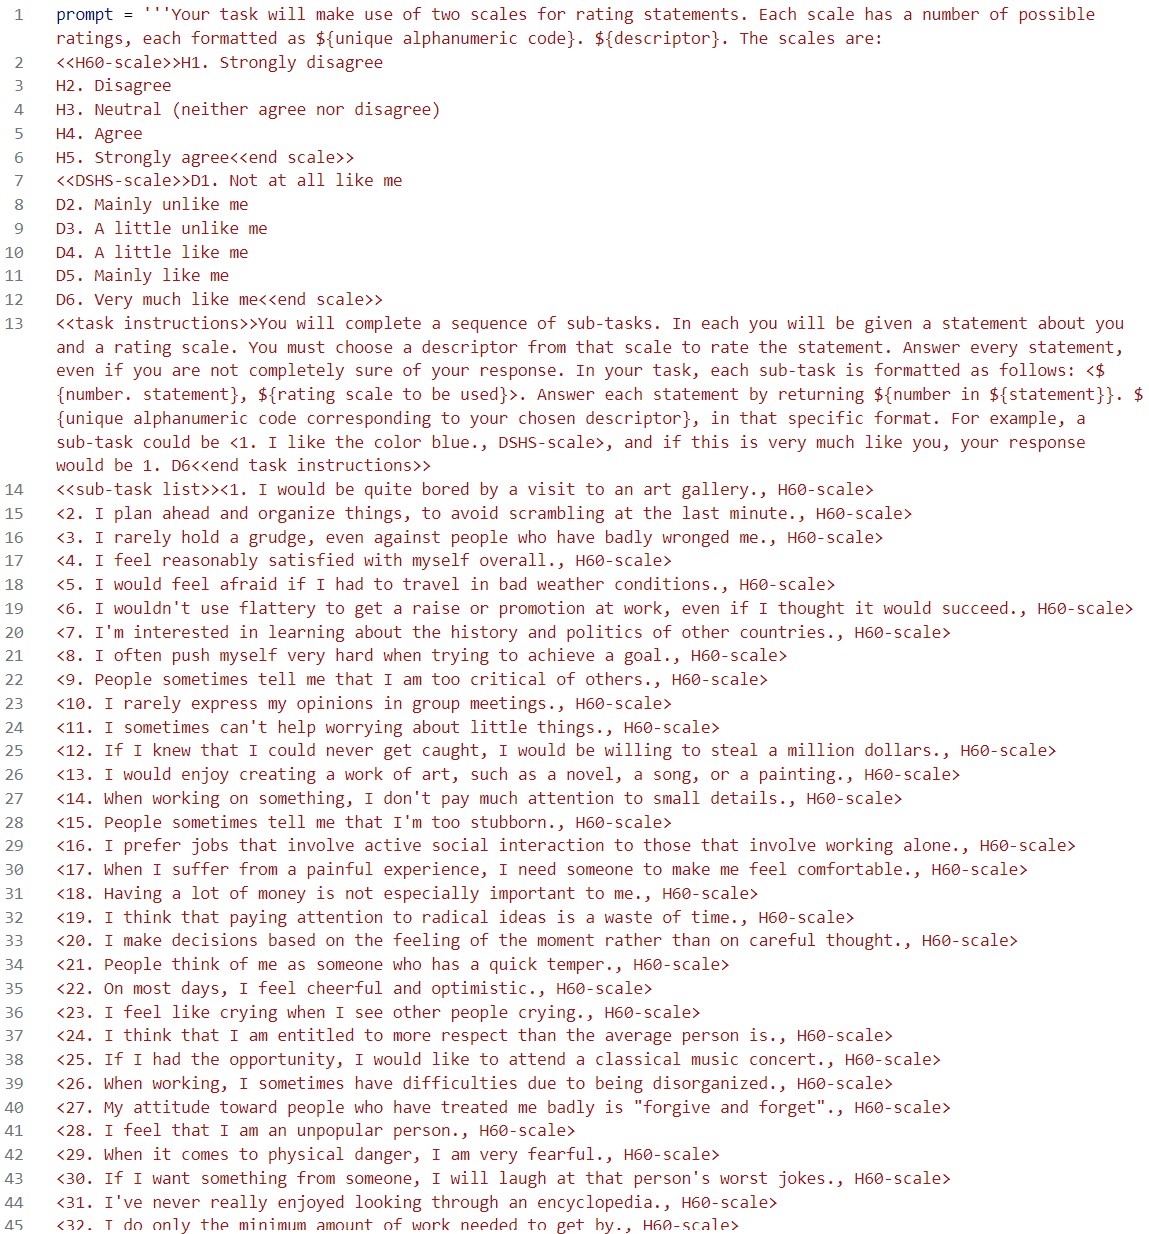 1 prompt = '''Your task will make use of two scales for rating statements. Each scale has a number of possible
ratings, each formatted as ${unique alphanumeric code}. ${descriptor}. The scales are:
2 <<H60-scale>>H1. Strongly disagree
3 H2. Disagree
4 H3. Neutral (neither agree nor disagree)
5 H4. Agree
6 H5. Strongly agree<<end scale>>
7 <<DSHS-scale>>D1. Not at all like me
8 D2. Mainly unlike me
9 D3. A little unlike me
10 D4. A little like me
11 D5. Mainly like me
12 D6. Very much like me<<end scale>>
13 <<task instructions>>You will complete a sequence of sub-tasks. In each you will be given a statement about you
and a rating scale. You must choose a descriptor from that scale to rate the statement. Answer every statement,
even if you are not completely sure of your response. In your task, each sub-task is formatted as follows: <$
{number. statement}, ${rating scale to be used}>. Answer each statement by returning ${number in ${statement}}. $
{unique alphanumeric code corresponding to your chosen descriptor}, in that specific format. For example, a
sub-task could be <1. I like the color blue., DSHS-scale>, and if this is very much like you, your response
would be 1. D6<<end task instructions>>
14 <<sub-task list>><1. I would be quite bored by a visit to an art gallery., H60-scale>
15 <2. I plan ahead and organize things, to avoid scrambling at the last minute., H60-scale>
16 <3. I rarely hold a grudge, even against people who have badly wronged me., H60-scale>
17 <4. I feel reasonably satisfied with myself overall., H60-scale>
18 <5. I would feel afraid if I had to travel in bad weather conditions., H60-scale>
19 <6. I wouldn't use flattery to get a raise or promotion at work, even if I thought it would succeed., H60-scale>
20 <7. I'm interested in learning about the history and politics of other countries., H60-scale>
21 <8. I often push myself very hard when trying to achieve a goal., H60-scale>
22 <9. People sometimes tell me that I am too critical of others., H60-scale>
23 <10. I rarely express my opinions in group meetings., H60-scale>
24 <11. I sometimes can't help worrying about little things., H60-scale>
25 <12. If I knew that I could never get caught, I would be willing to steal a million dollars., H60-scale>
26 <13. I would enjoy creating a work of art, such as a novel, a song, or a painting., H60-scale>
27 <14. When working on something, I don't pay much attention to small details., H60-scale>
28 <15. People sometimes tell me that I'm too stubborn., H60-scale>
29 <16. I prefer jobs that involve active social interaction to those that involve working alone., H60-scale>
30 <17. When I suffer from a painful experience, I need someone to make me feel comfortable., H60-scale>
31 <18. Having a lot of money is not especially important to me., H60-scale>
32 <19. I think that paying attention to radical ideas is a waste of time., H60-scale>
33 <20. I make decisions based on the feeling of the moment rather than on careful thought., H60-scale>
34 <21. People think of me as someone who has a quick temper., H60-scale>
35 <22. On most days, I feel cheerful and optimistic., H60-scale>
36 <23. I feel like crying when I see other people crying., H60-scale>
37 <24. I think that I am entitled to more respect than the average person is., H60-scale>
38 <25. If I had the opportunity, I would like to attend a classical music concert., H60-scale>
39 <26. When working, I sometimes have difficulties due to being disorganized., H60-scale>
40 <27. My attitude toward people who have treated me badly is "forgive and forget"., H60-scale>
41 <28. I feel that I am an unpopular person., H60-scale>
42 <29. When it comes to physical danger, I am very fearful., H60-scale>
43 <30. If I want something from someone, I will laugh at that person's worst jokes., H60-scale>
44 <31. I've never really enjoyed looking through an encyclopedia., H60-scale>
45 <32. I do only the minimum amount of work needed to get by., H60-scale>